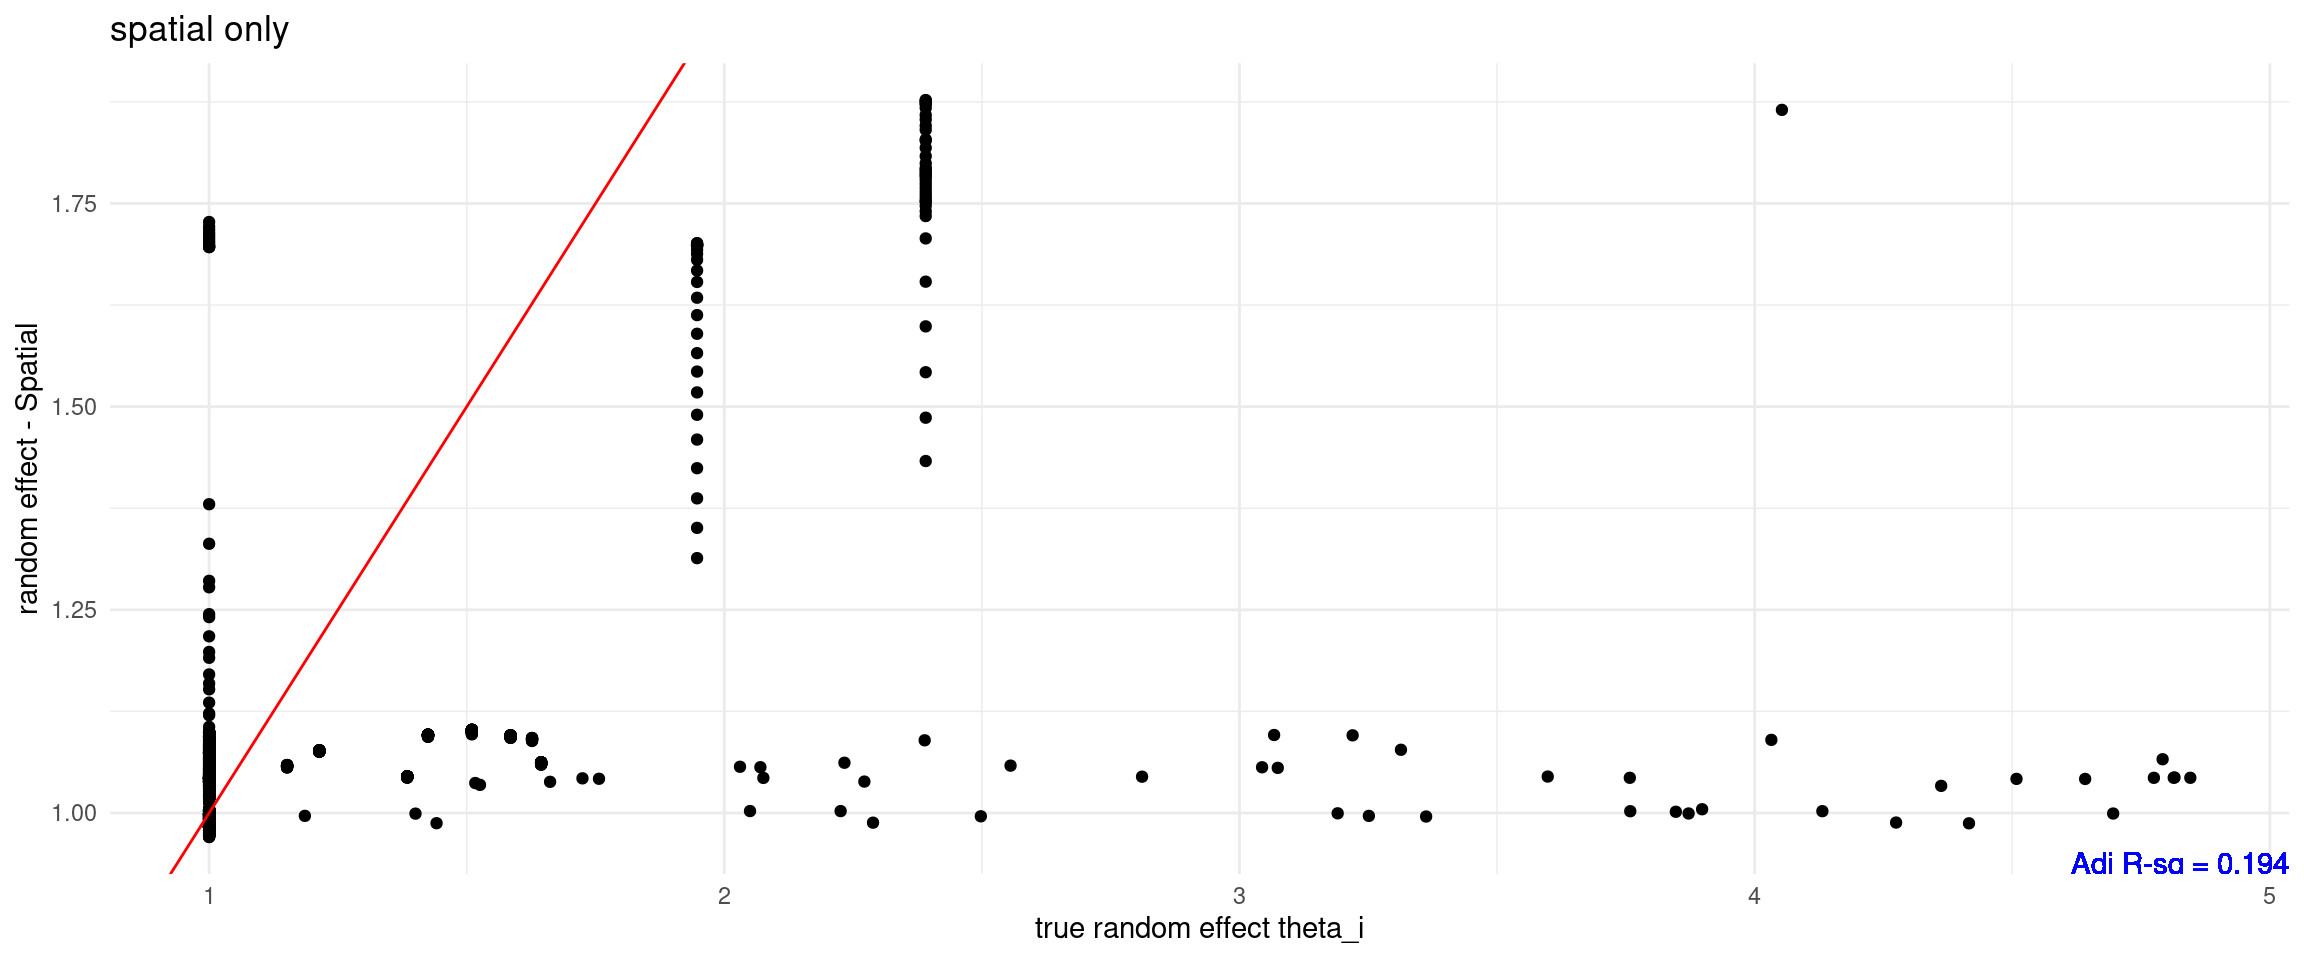 spatial only
random effect - Spatial
1.75
1.50
1.25
1.00
1 2 3 4 5
true random effect theta_i
Adj R-sq = 0.194